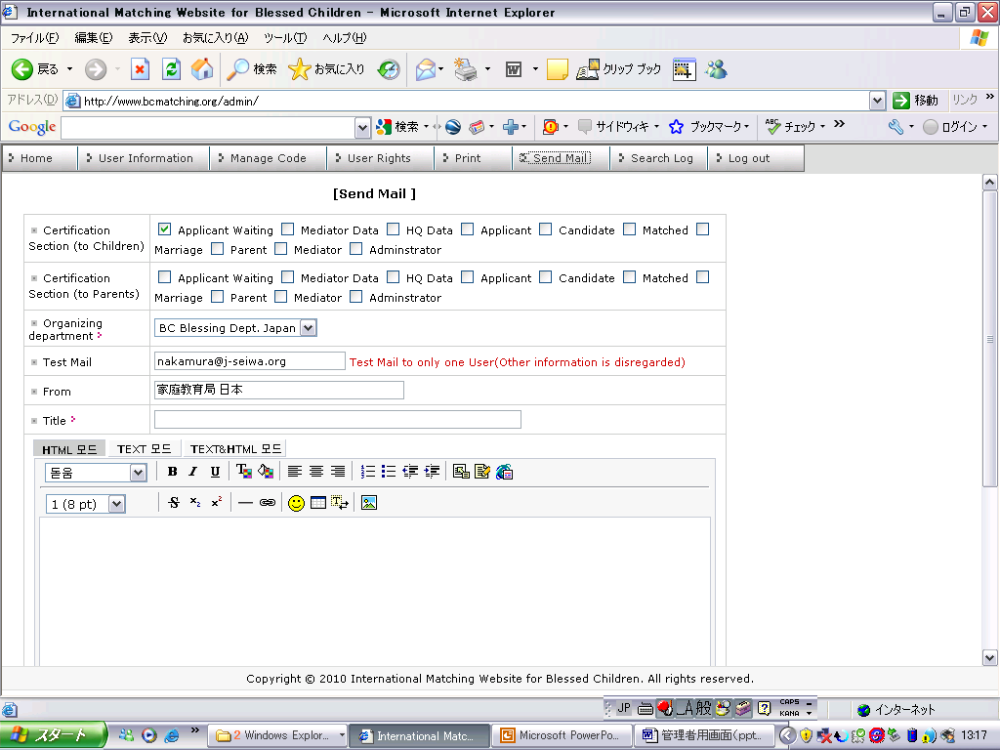 International Matching Website for Blessed Children - Microsoft Internet Explorer
ファイル(F) 編集(E) 表示(V) お気に入り(A) ツール(T) ヘルプ(H)
戻る 検索 お気に入り クリップ ブック
アドレス(D) http://www.bcmatching.org/admin/ 移動 リンク »
Google 検索 サイドウィキ ブックマーク ABC チェック » ログイン
Home User Information Manage Code User Rights Print Send Mail Search Log Log out
[Send Mail ]
Certification Section (to Children) Applicant Waiting Mediator Data HQ Data Applicant Candidate Matched
Marriage Parent Mediator Adminstrator
Certification Section (to Parents) Applicant Waiting Mediator Data HQ Data Applicant Candidate Matched
Marriage Parent Mediator Adminstrator
Organizing department BC Blessing Dept. Japan
Test Mail nakamura@j-seiwa.org Test Mail to only one User(Other information is disregarded)
From 家庭教育局 日本
Title
HTML 모드 TEXT 모드 TEXT&HTML 모드
돋움 B I U
1 (8 pt) S x2 x2
Copyright © 2010 International Matching Website for Blessed Children. All rights reserved.
JP A 般 CAPS KANA
インターネット
スタート » 2 Windows Explor... International Matc... Microsoft PowerPo... 管理者用画面(ppt... 13:17